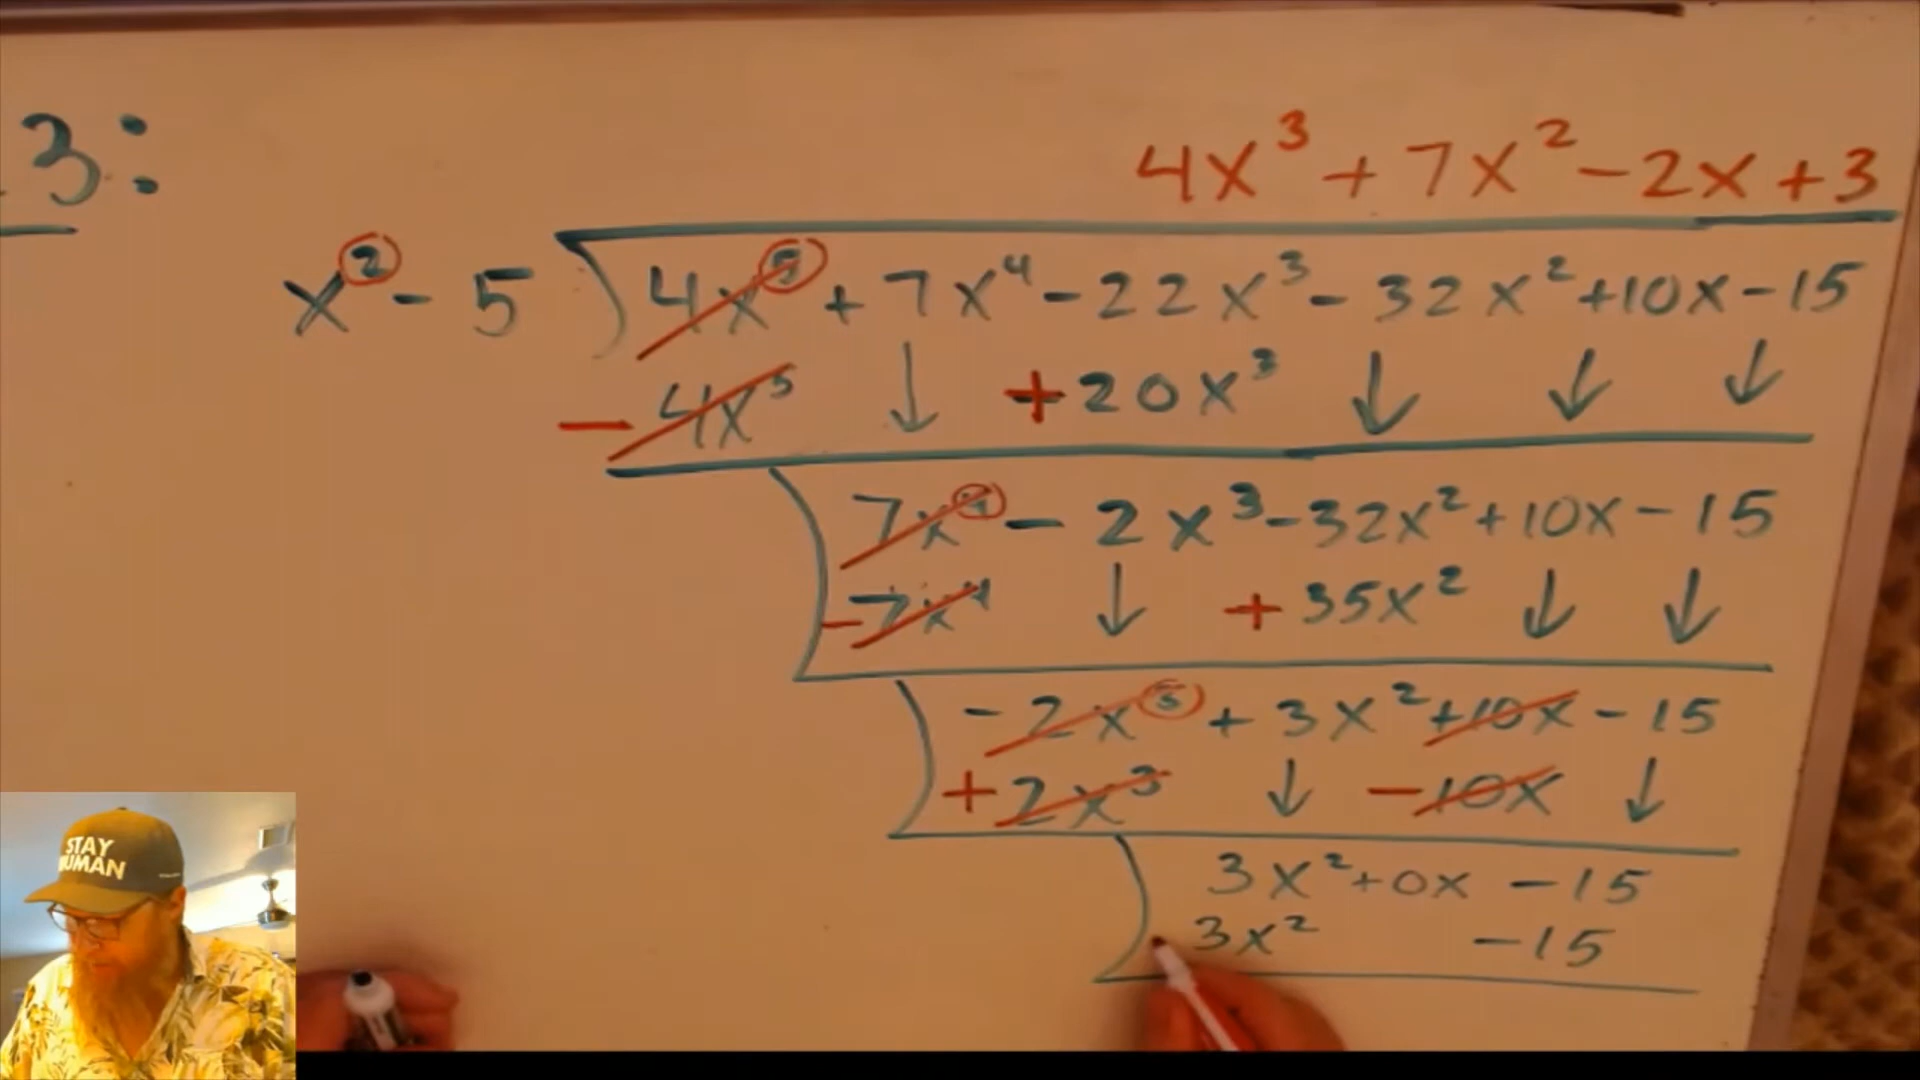 3:
4x³ + 7x² - 2x + 3
x² - 5 ) 4x⁵ + 7x⁴ - 22x³ - 32x² + 10x - 15
- 4x⁵ ↓ + 20x³ ↓ ↓ ↓
7x⁴ - 2x³ - 32x² + 10x - 15
- 7x⁴ ↓ + 35x² ↓ ↓
- 2x³ + 3x² + 10x - 15
+ 2x³ ↓ - 10x ↓
3x² + 0x - 15
3x² - 15
STAY
HUMAN